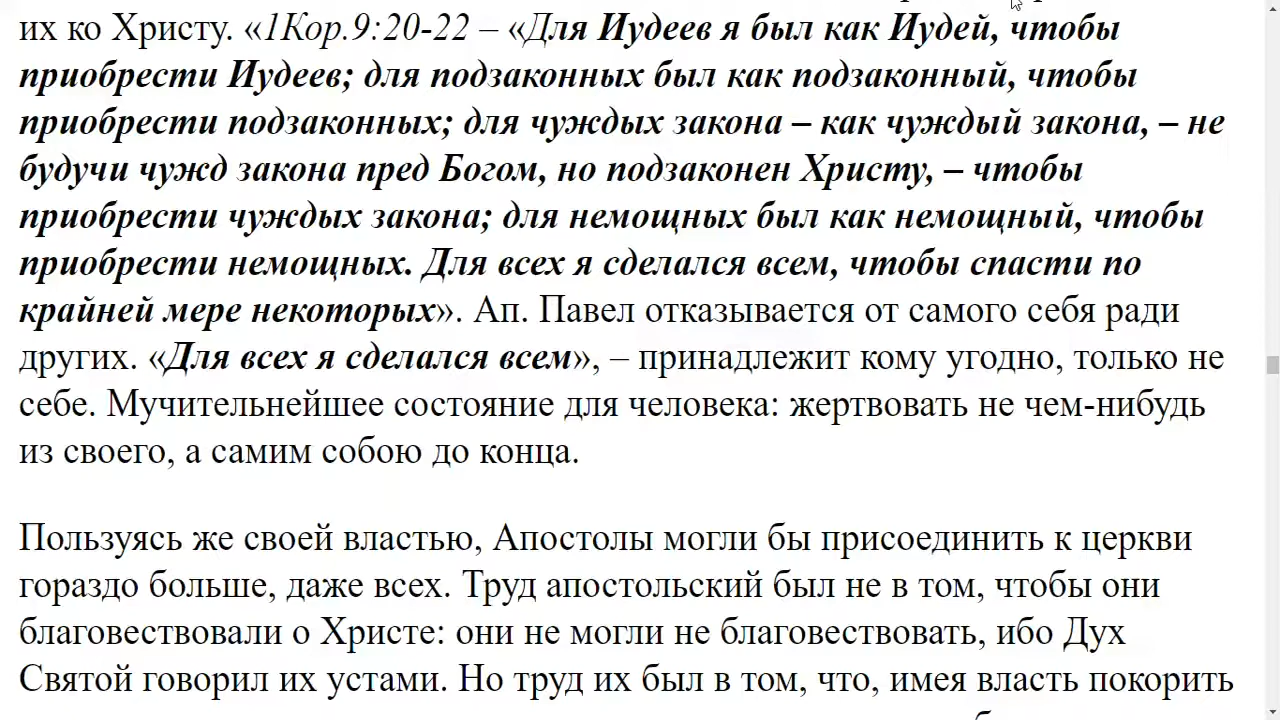 их ко Христу. «1Кор.9:20-22 – «Для Иудеев я был как Иудей, чтобы
приобрести Иудеев; для подзаконных был как подзаконный, чтобы
приобрести подзаконных; для чуждых закона – как чуждый закона, – не
будучи чужд закона пред Богом, но подзаконен Христу, – чтобы
приобрести чуждых закона; для немощных был как немощный, чтобы
приобрести немощных. Для всех я сделался всем, чтобы спасти по
крайней мере некоторых». Ап. Павел отказывается от самого себя ради
других. «Для всех я сделался всем», – принадлежит кому угодно, только не
себе. Мучительнейшее состояние для человека: жертвовать не чем-нибудь
из своего, а самим собою до конца.
Пользуясь же своей властью, Апостолы могли бы присоединить к церкви
гораздо больше, даже всех. Труд апостольский был не в том, чтобы они
благовествовали о Христе: они не могли не благовествовать, ибо Дух
Святой говорил их устами. Но труд их был в том, что, имея власть покорить